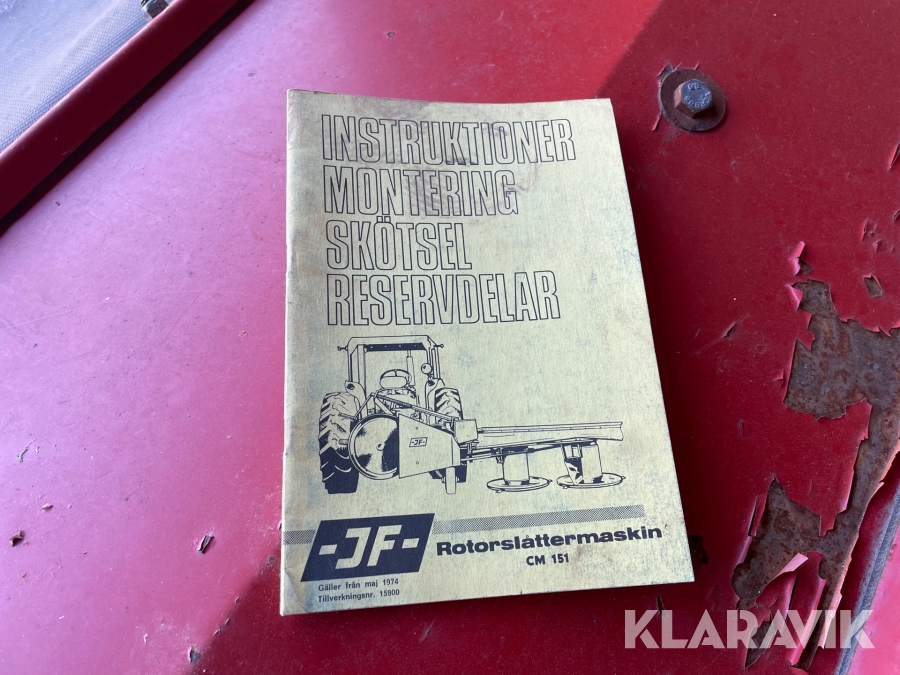 INSTRUKTIONER
MONTERING
SKÖTSEL
RESERVDELAR
-JF-
-JF- Rotorslåttermaskin
CM 151
Gäller från maj 1974
Tillverkningsnr. 15900
KLARAVIK